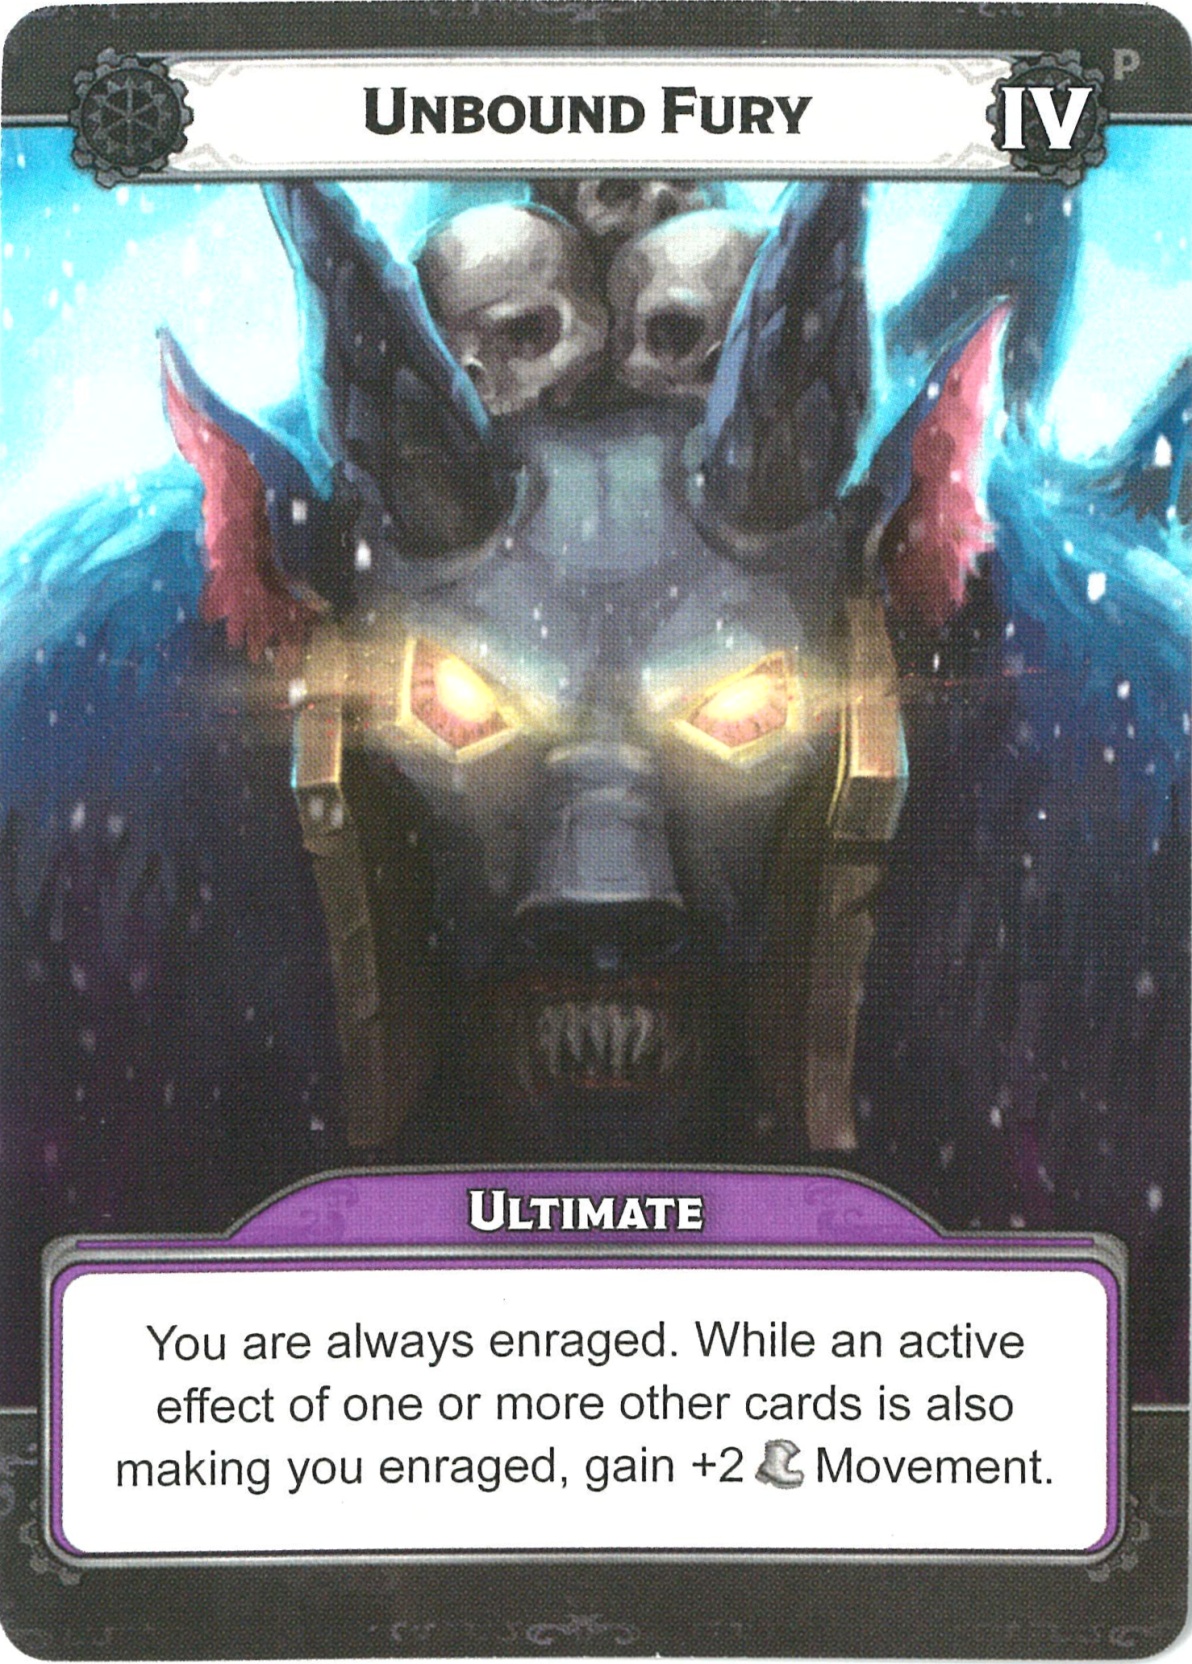 UNBOUND FURY
IV
P
ULTIMATE
You are always enraged. While an active
effect of one or more other cards is also
making you enraged, gain +2 Movement.